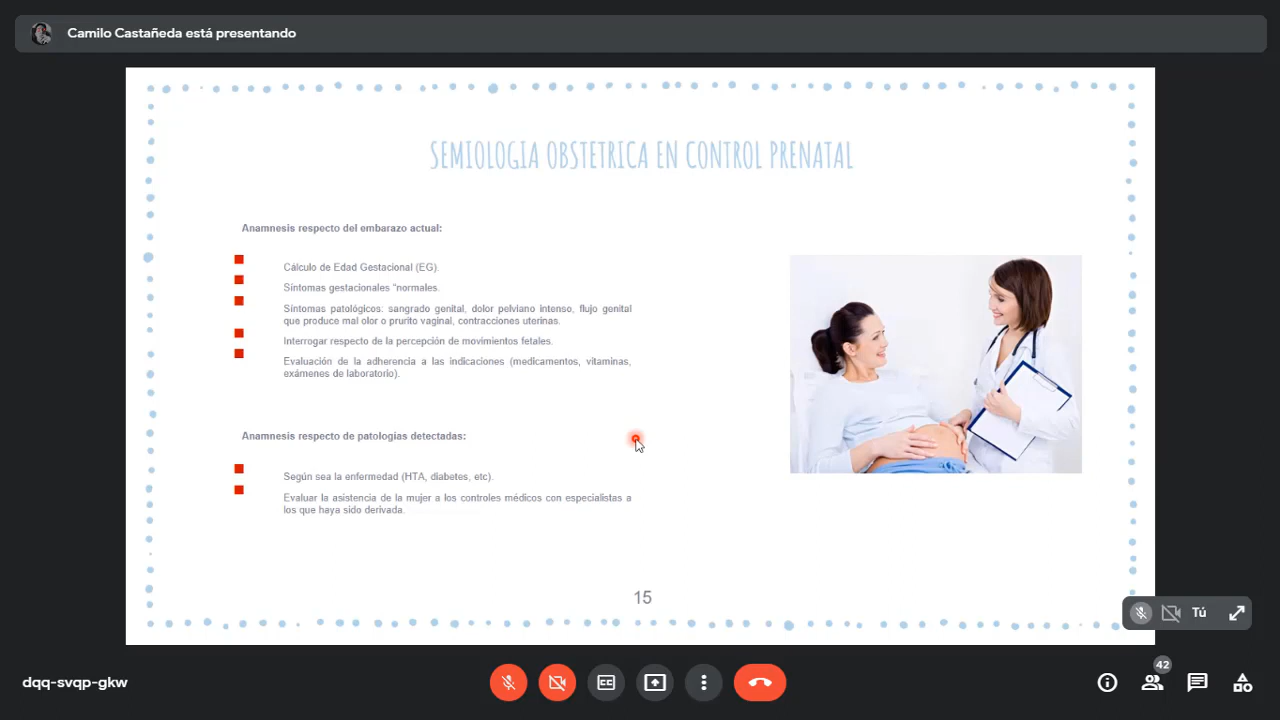 Camilo Castañeda está presentando
SEMIOLOGIA OBSTETRICA EN CONTROL PRENATAL
Anamnesis respecto del embarazo actual:
Cálculo de Edad Gestacional (EG).
Síntomas gestacionales "normales.
Síntomas patológicos: sangrado genital, dolor pelviano intenso, flujo genital
que produce mal olor o prurito vaginal, contracciones uterinas.
Interrogar respecto de la percepción de movimientos fetales.
Evaluación de la adherencia a las indicaciones (medicamentos, vitaminas,
exámenes de laboratorio).
Anamnesis respecto de patologías detectadas:
Según sea la enfermedad (HTA, diabetes, etc).
Evaluar la asistencia de la mujer a los controles médicos con especialistas a
los que haya sido derivada
15
Tú
dqq-svqp-gkw
CC
42